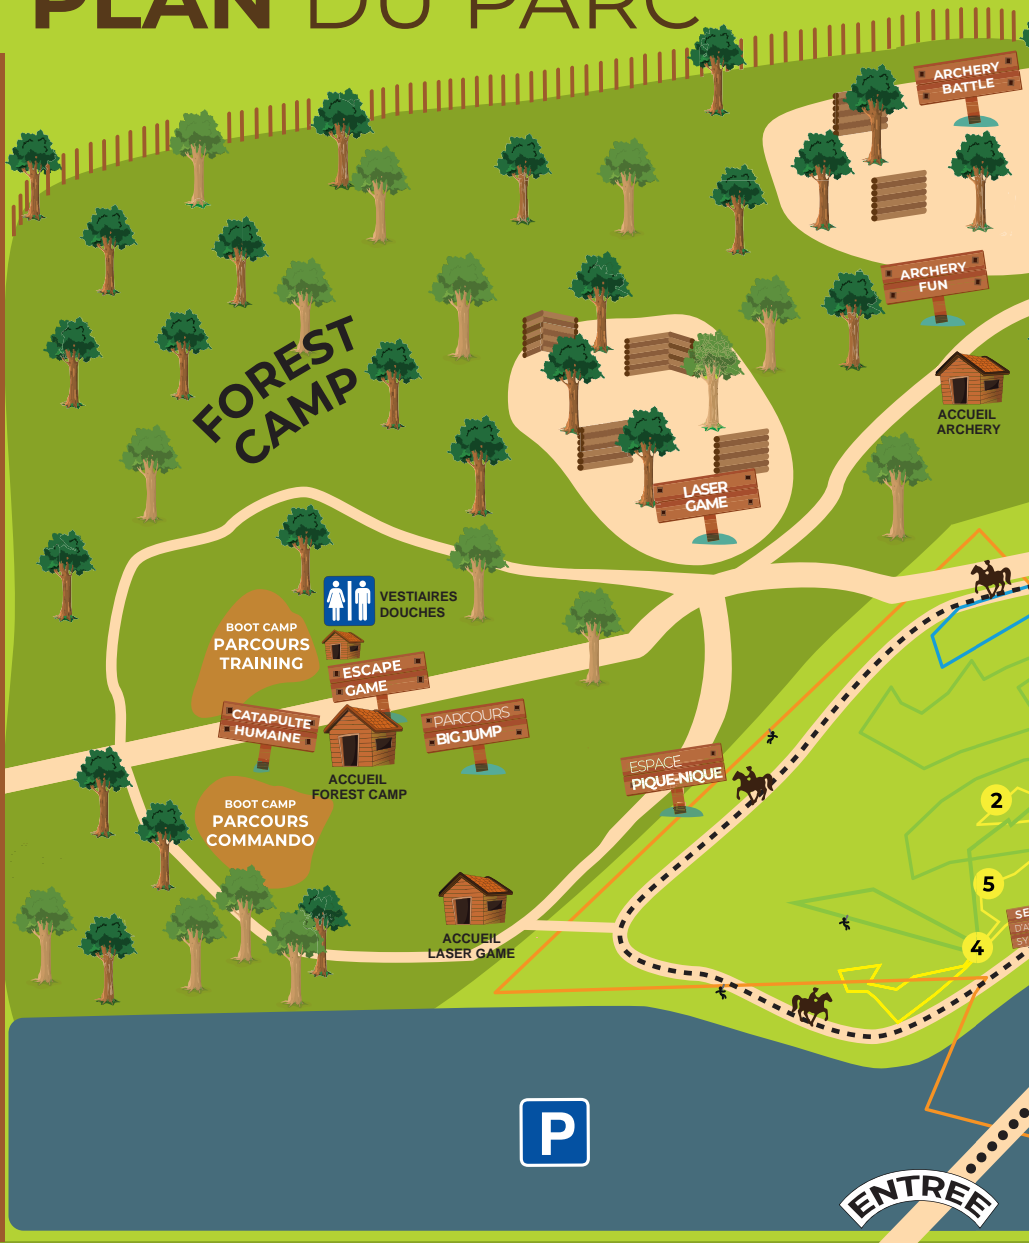 PLAN DU PARC
ARCHERY
BATTLE
ARCHERY
FUN
ACCUEIL
ARCHERY
FOREST
CAMP
LASER
GAME
VESTIAIRES
DOUCHES
BOOT CAMP
PARCOURS
TRAINING
ESCAPE
GAME
CATAPULTE
HUMAINE
PARCOURS
BIG JUMP
ACCUEIL
FOREST CAMP
ESPACE
PIQUE-NIQUE
BOOT CAMP
PARCOURS
COMMANDO
2
5
4
ACCUEIL
LASER GAME
P
ENTREE